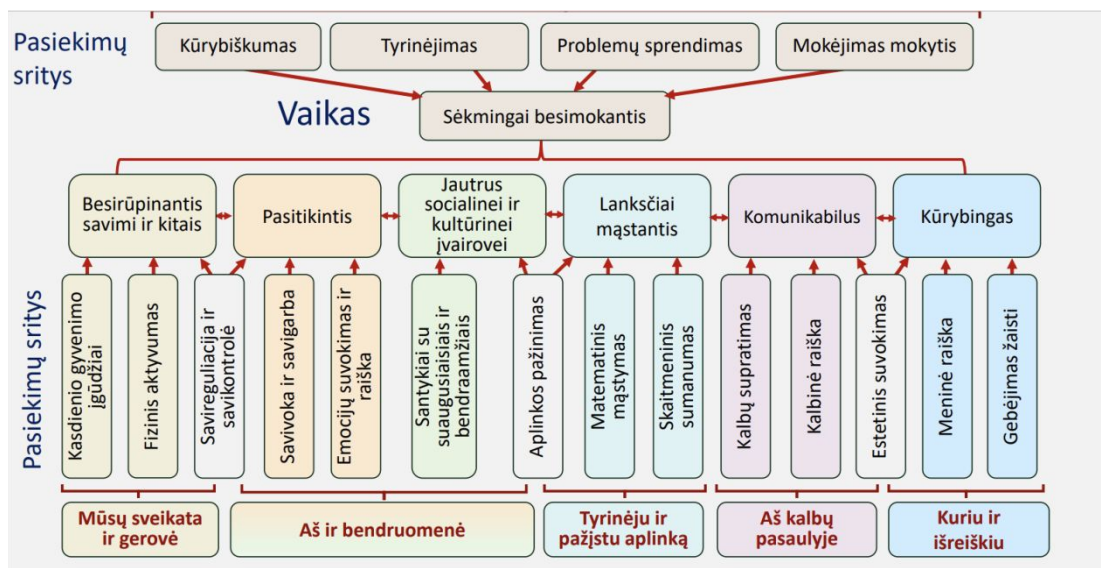 Pasiekimų
sritys
Kūrybiškumas
Tyrinėjimas
Problemų sprendimas
Mokėjimas mokytis
Vaikas
Sėkmingai besimokantis
Besirūpinantis
savimi ir kitais
Pasitikintis
Jautrus
socialinei ir
kultūrinei
įvairovei
Lanksčiai
mąstantis
Komunikabilus
Kūrybingas
Pasiekimų sritys
Kasdienio gyvenimo
įgūdžiai
Fizinis aktyvumas
Savireguliacija ir
savikontrolė
Savivoka ir savigarba
Emocijų suvokimas ir
raiška
Santykiai su
suaugusiaisiais ir
bendraamžiais
Aplinkos pažinimas
Matematinis
mąstymas
Skaitmeninis
sumanumas
Kalbų supratimas
Kalbinė raiška
Estetinis suvokimas
Meninė raiška
Gebėjimas žaisti
Mūsų sveikata
ir gerovė
Aš ir bendruomenė
Tyrinėju ir
pažįstu aplinką
Aš kalbų
pasaulyje
Kuriu ir
išreiškiu